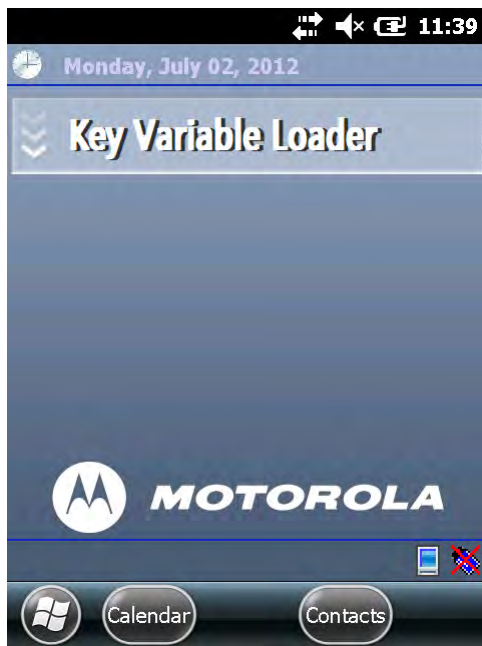 11:39
Monday, July 02, 2012
Key Variable Loader
MOTOROLA
Calendar
Contacts